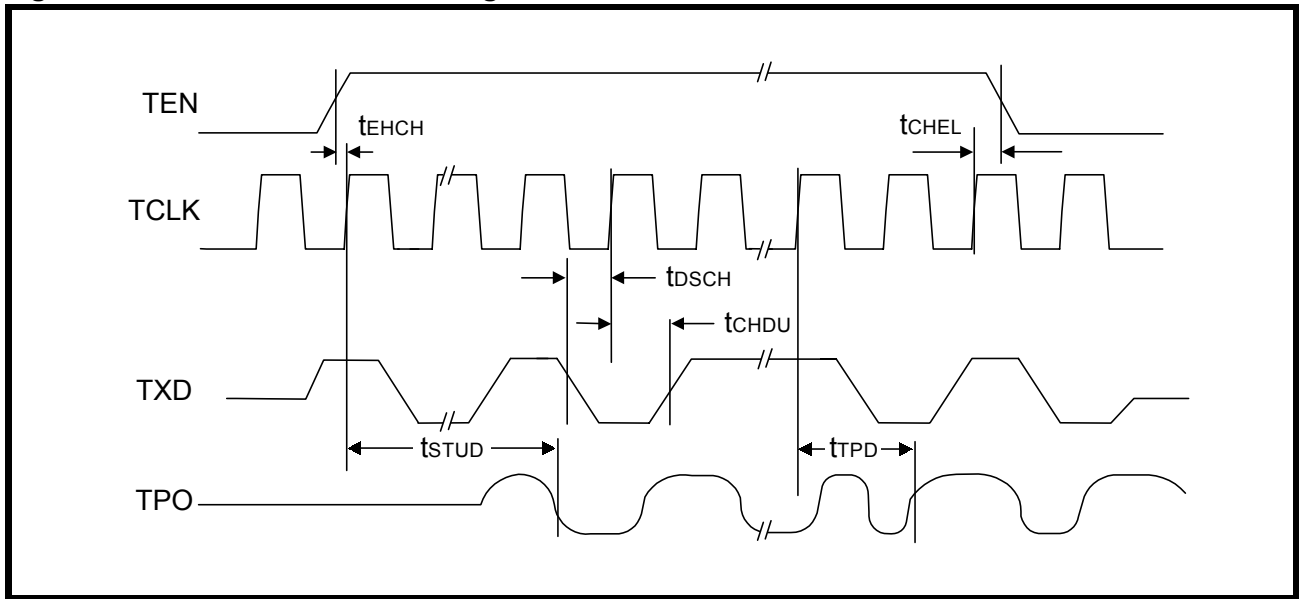 TEN
tEHCH
tCHEL
TCLK
tDSCH
tCHDU
TXD
tSTUD
tTPD
TPO